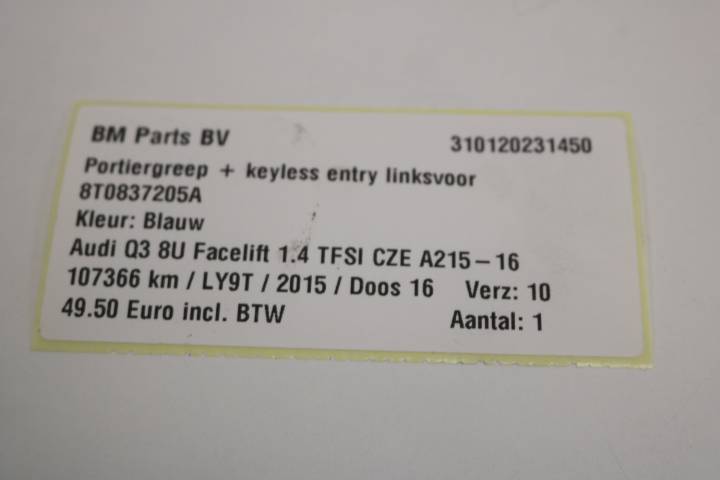 BM Parts BV 310120231450
Portiergreep + keyless entry linksvoor
8T0837205A
Kleur: Blauw
Audi Q3 8U Facelift 1.4 TFSI CZE A215-16
107366 km / LY9T / 2015 / Doos 16 Verz: 10
49.50 Euro incl. BTW Aantal: 1